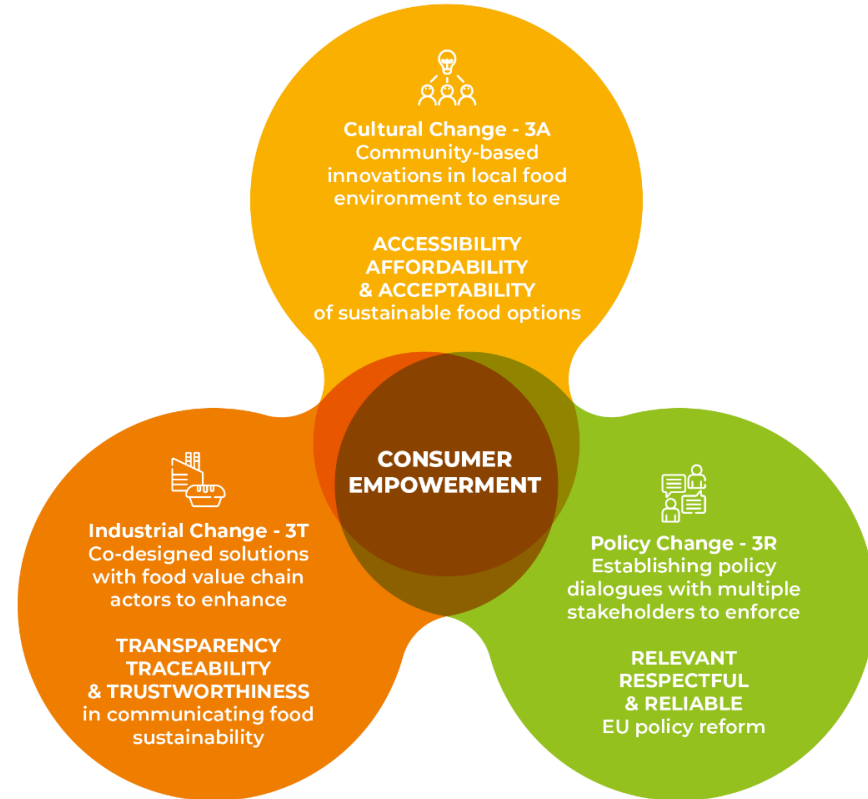 Cultural Change - 3A
Community-based
innovations in local food
environment to ensure
ACCESSIBILITY
AFFORDABILITY
& ACCEPTABILITY
of sustainable food options
CONSUMER
EMPOWERMENT
Industrial Change - 3T
Co-designed solutions
with food value chain
actors to enhance
TRANSPARENCY
TRACEABILITY
& TRUSTWORTHINESS
in communicating food
sustainability
Policy Change - 3R
Establishing policy
dialogues with multiple
stakeholders to enforce
RELEVANT
RESPECTFUL
& RELIABLE
EU policy reform